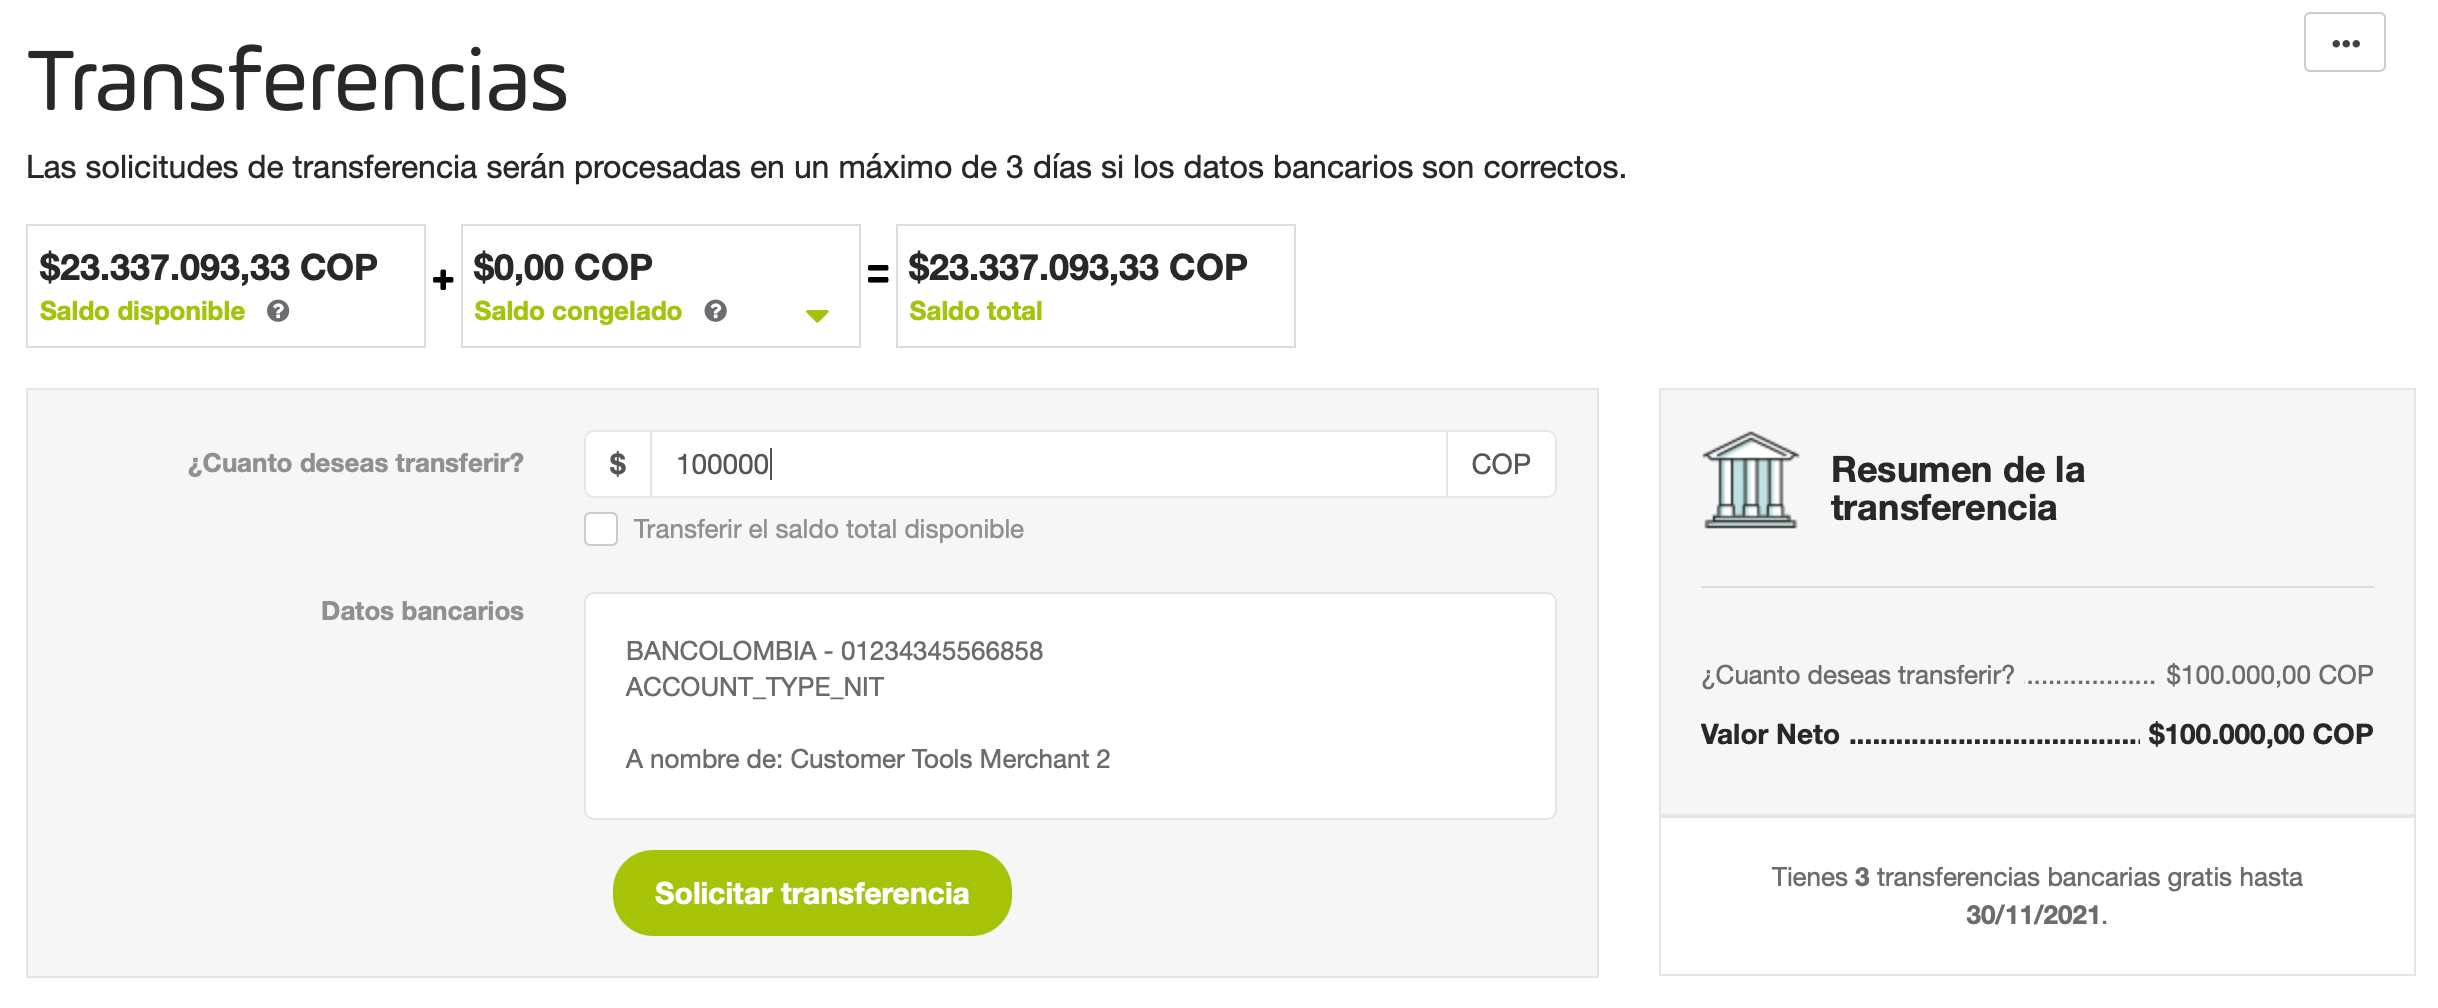 Transferencias
Las solicitudes de transferencia serán procesadas en un máximo de 3 días si los datos bancarios son correctos.
$23.337.093,33 COP
Saldo disponible ?
+
$0,00 COP
Saldo congelado ?
=
$23.337.093,33 COP
Saldo total
¿Cuanto deseas transferir?
$ 100000 COP
Transferir el saldo total disponible
Datos bancarios
BANCOLOMBIA - 01234345566858
ACCOUNT_TYPE_NIT
A nombre de: Customer Tools Merchant 2
Solicitar transferencia
Resumen de la
transferencia
¿Cuanto deseas transferir? .................. $100.000,00 COP
Valor Neto ..................................... $100.000,00 COP
Tienes 3 transferencias bancarias gratis hasta
30/11/2021.